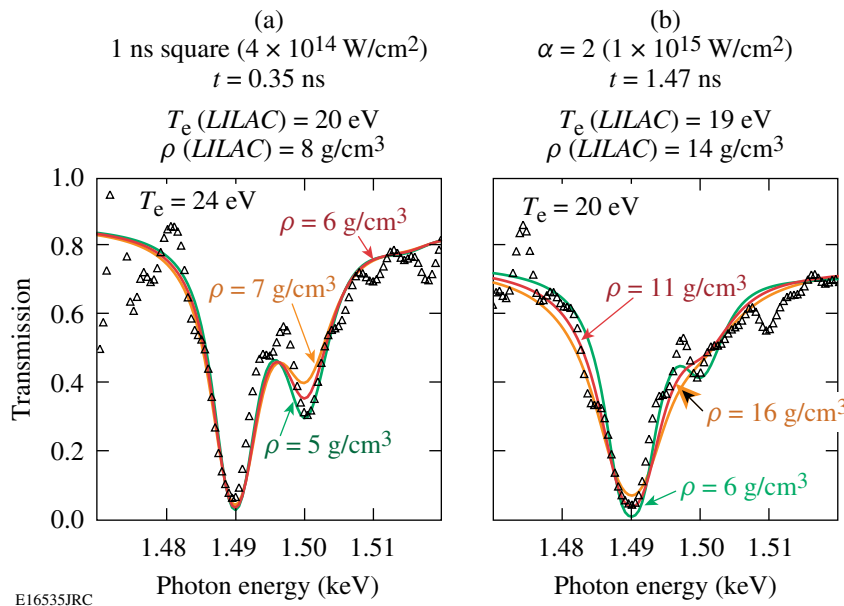 (a)
1 ns square (4 × 10¹⁴ W/cm²)
t = 0.35 ns
Tₑ (LILAC) = 20 eV
ρ (LILAC) = 8 g/cm³
Transmission
1.0
0.8
0.6
0.4
0.2
0.0
Tₑ = 24 eV
ρ = 6 g/cm³
ρ = 7 g/cm³
ρ = 5 g/cm³
1.48 1.49 1.50 1.51
Photon energy (keV)
(b)
α = 2 (1 × 10¹⁵ W/cm²)
t = 1.47 ns
Tₑ (LILAC) = 19 eV
ρ (LILAC) = 14 g/cm³
Tₑ = 20 eV
ρ = 11 g/cm³
ρ = 16 g/cm³
ρ = 6 g/cm³
1.48 1.49 1.50 1.51
Photon energy (keV)
E16535JRC